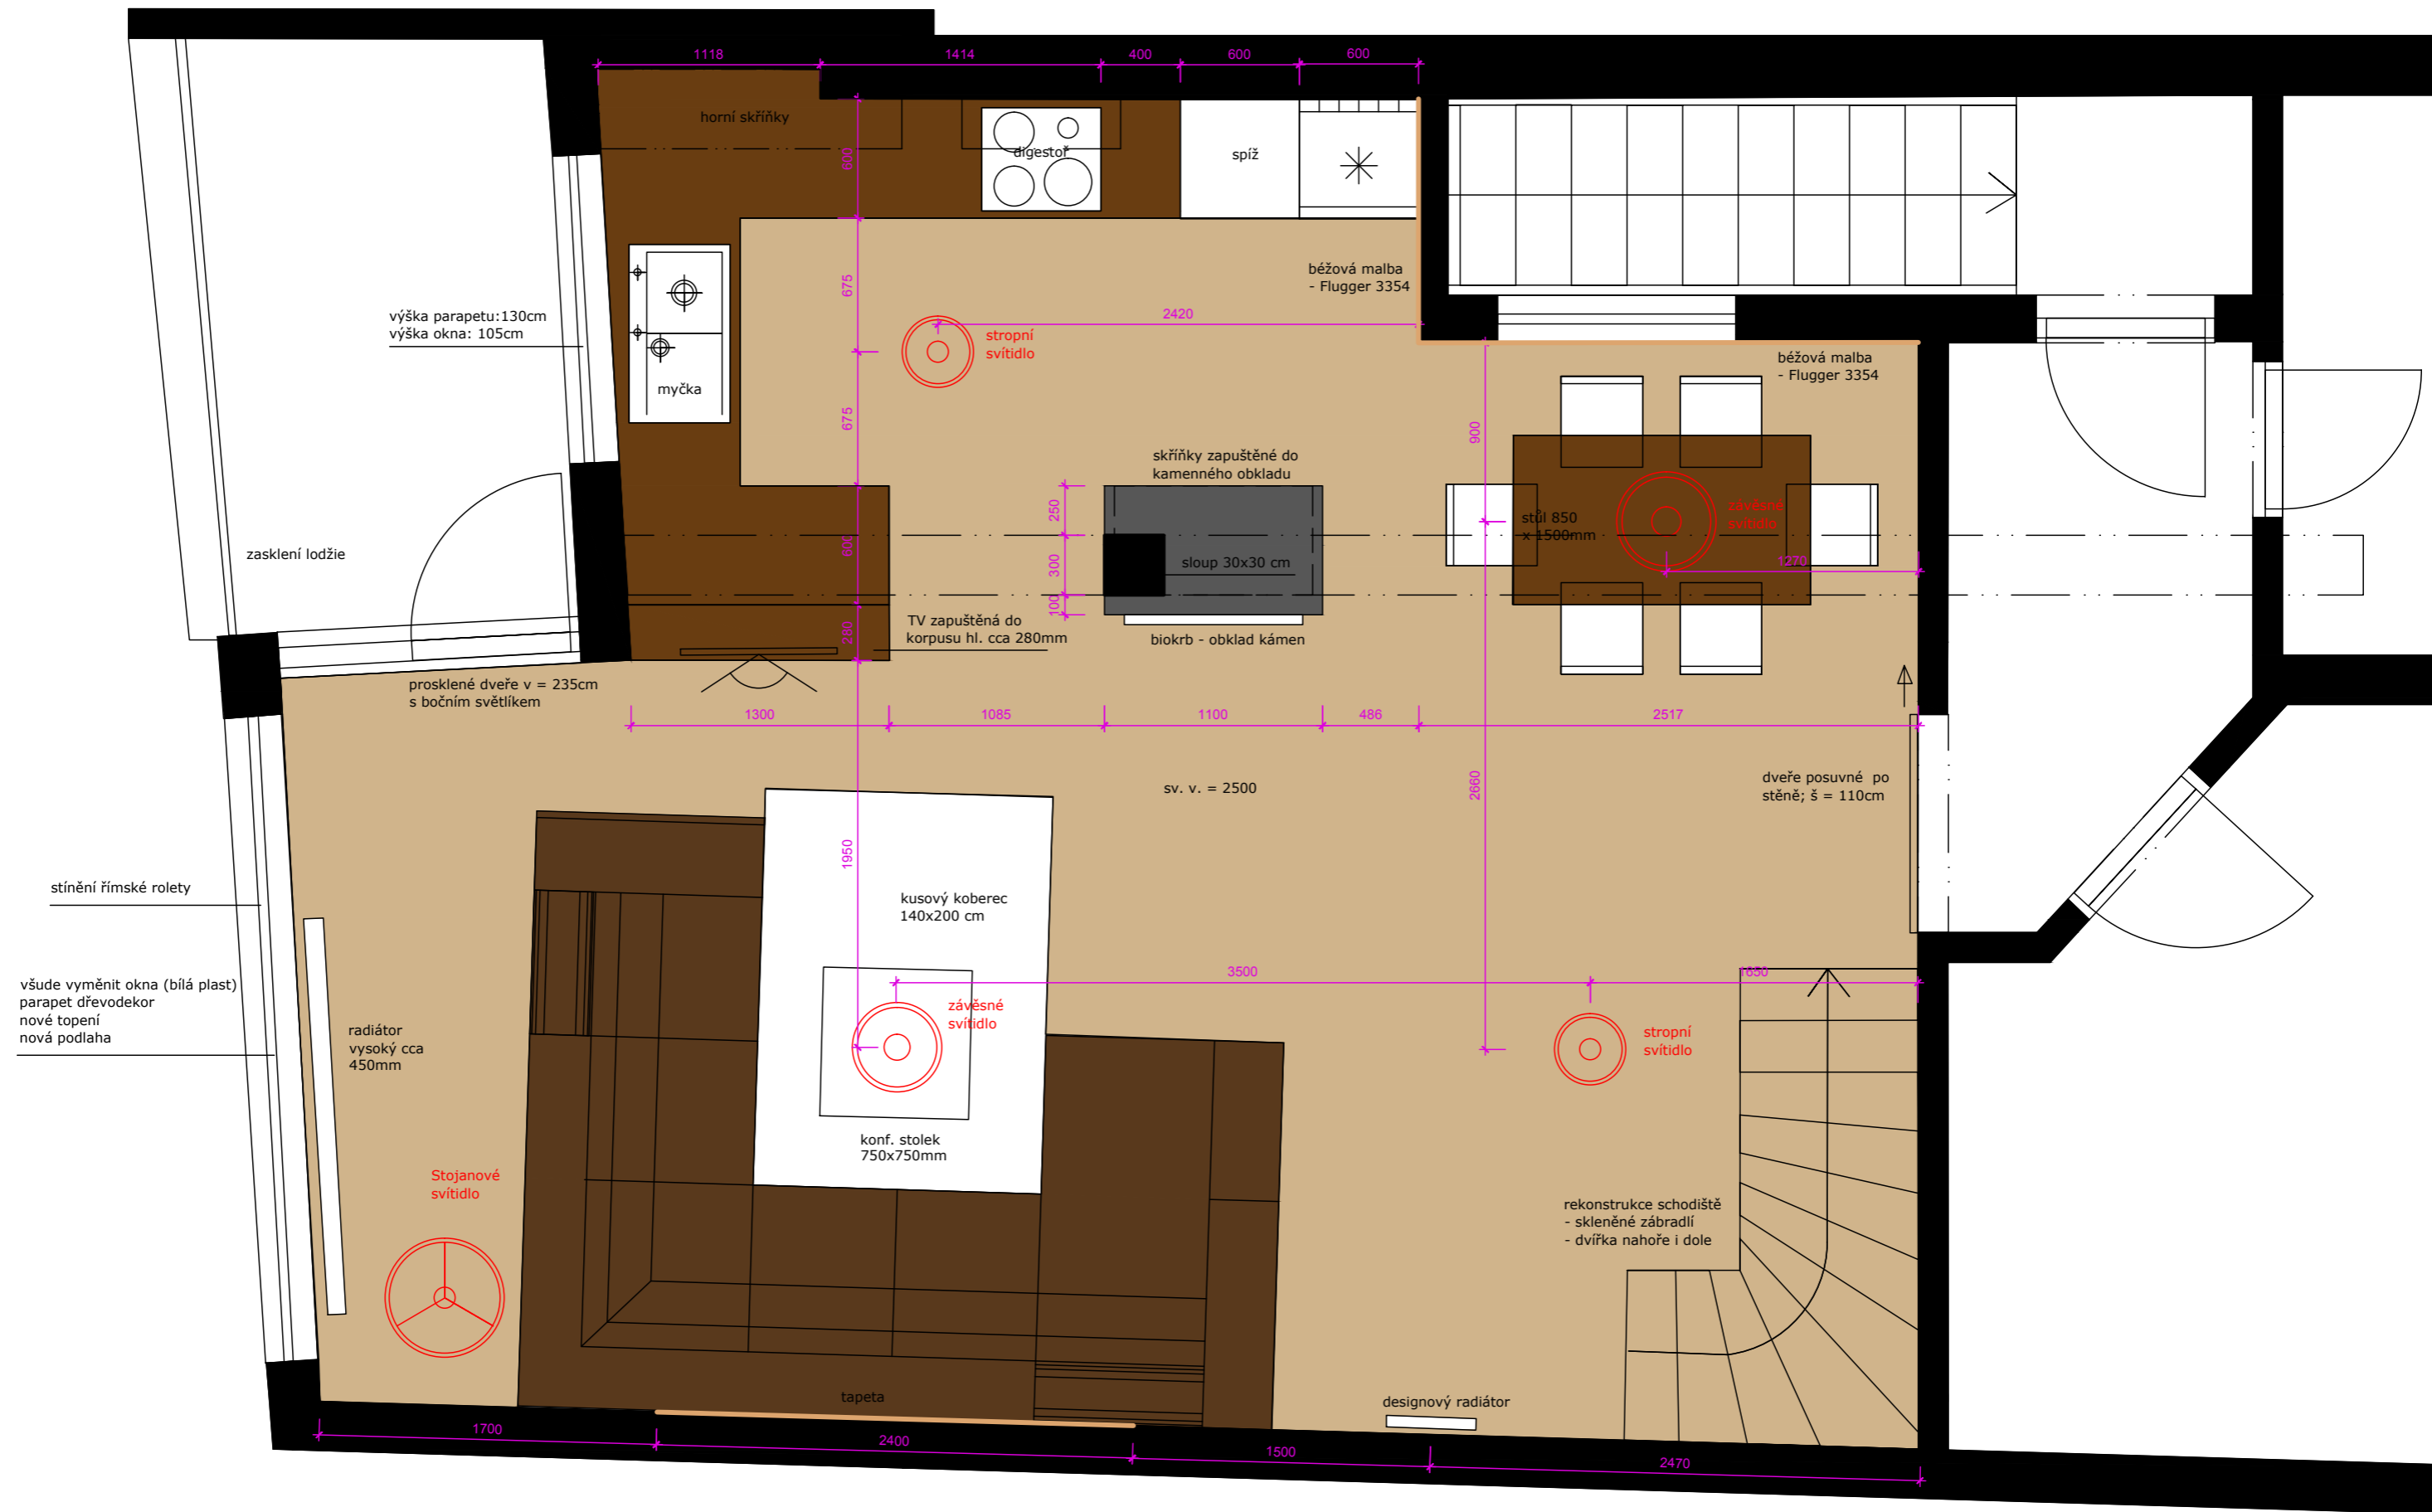 1118
1414
400
600
600
horní skříňky
digestoř
spíž
600
béžová malba
- Flugger 3354
675
2420
výška parapetu:130cm
výška okna: 105cm
stropní
svítidlo
béžová malba
- Flugger 3354
myčka
675
900
skříňky zapuštěné do
kamenného obkladu
250
závěsné
svítidlo
stůl 850
x 1500mm
zasklení lodžie
600
300
sloup 30x30 cm
1270
100
TV zapuštěná do
korpusu hl. cca 280mm
280
biokrb - obklad kámen
prosklené dveře v = 235cm
s bočním světlíkem
1300
1085
1100
486
2517
sv. v. = 2500
2660
dveře posuvné  po
stěně; š = 110cm
1950
stínění římské rolety
kusový koberec
140x200 cm
3500
1650
všude vyměnit okna (bílá plast)
parapet dřevodekor
nové topení
nová podlaha
závěsné
svítidlo
radiátor
vysoký cca
450mm
stropní
svítidlo
konf. stolek
750x750mm
Stojanové
svítidlo
rekonstrukce schodiště
- skleněné zábradlí
- dvířka nahoře i dole
tapeta
designový radiátor
1700
2400
1500
2470